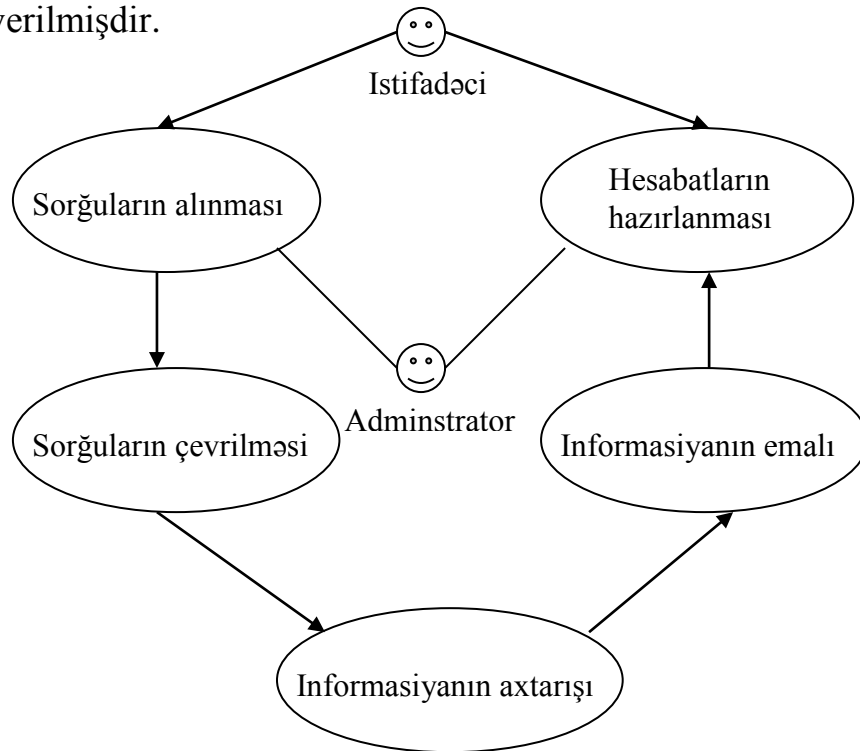 verilmişdir.
Istifadəci
Sorğuların alınması
Hesabatların
hazırlanması
Adminstrator
Sorğuların çevrilməsi
Informasiyanın emalı
Informasiyanın axtarışı